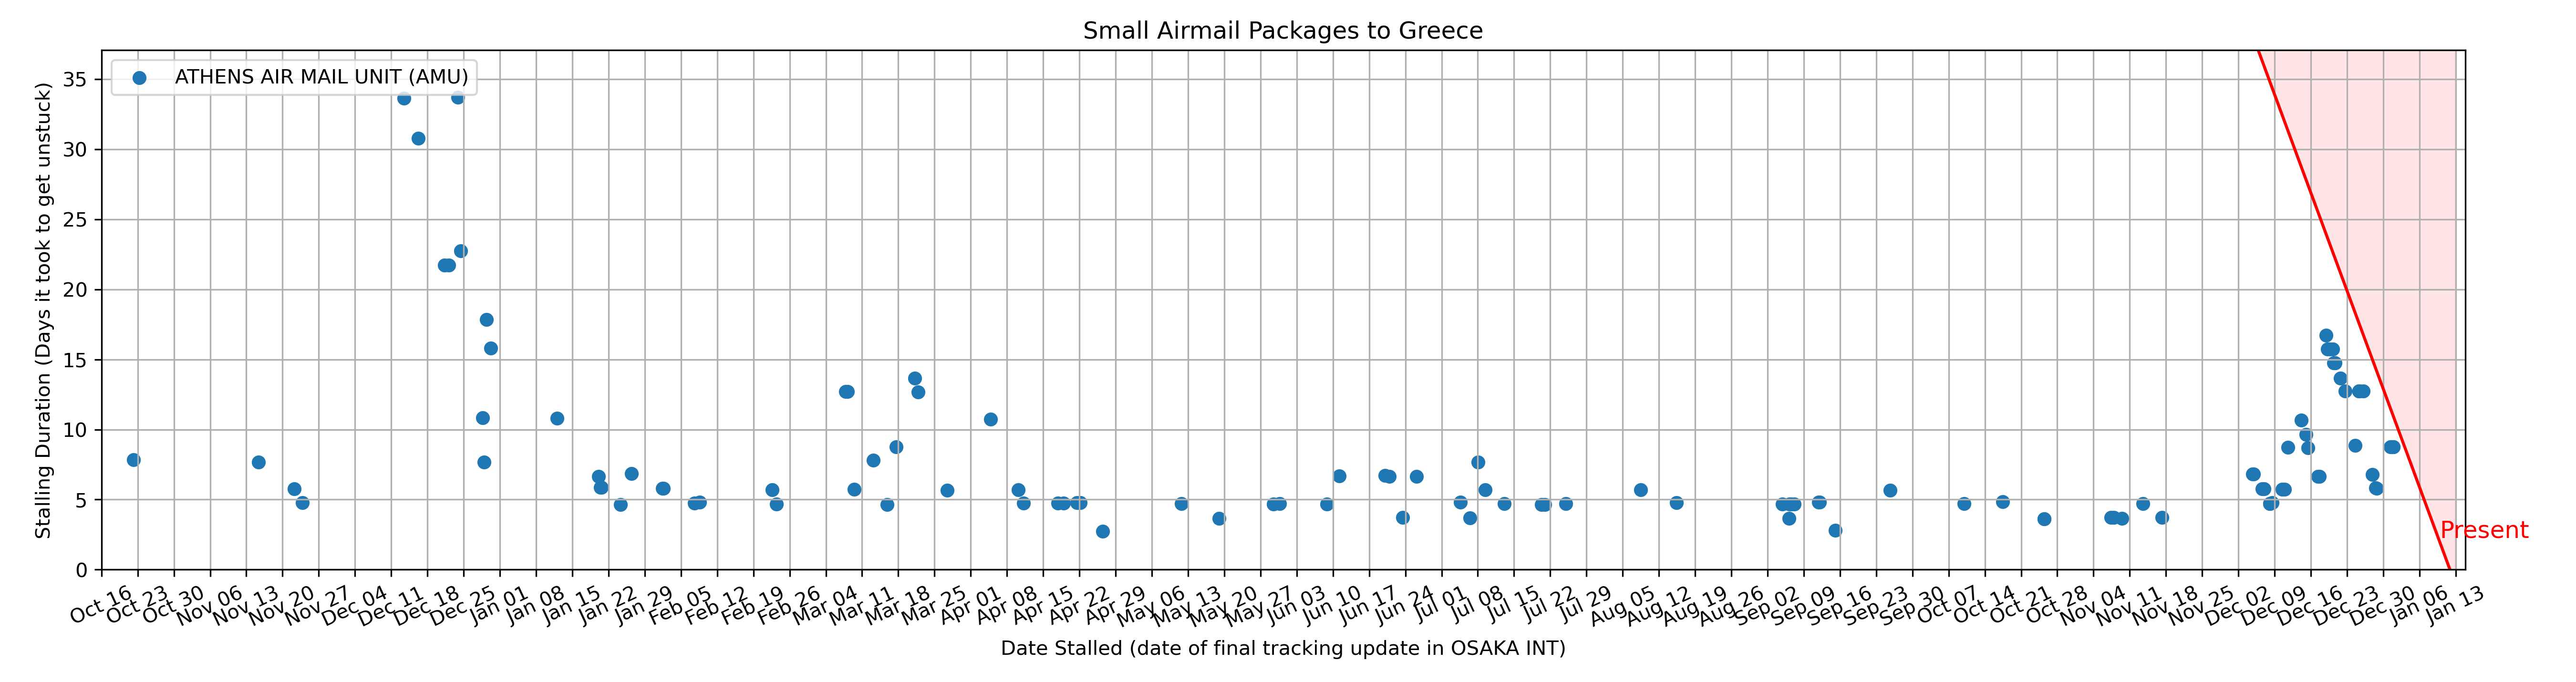 Small Airmail Packages to Greece
ATHENS AIR MAIL UNIT (AMU)
Stalling Duration (Days it took to get unstuck)
35
30
25
20
15
10
5
0
Present
Oct 16
Oct 23
Oct 30
Nov 06
Nov 13
Nov 20
Nov 27
Dec 04
Dec 11
Dec 18
Dec 25
Jan 01
Jan 08
Jan 15
Jan 22
Jan 29
Feb 05
Feb 12
Feb 19
Feb 26
Mar 04
Mar 11
Mar 18
Mar 25
Apr 01
Apr 08
Apr 15
Apr 22
Apr 29
May 06
May 13
May 20
May 27
Jun 03
Jun 10
Jun 17
Jun 24
Jul 01
Jul 08
Jul 15
Jul 22
Jul 29
Aug 05
Aug 12
Aug 19
Aug 26
Sep 02
Sep 09
Sep 16
Sep 23
Sep 30
Oct 07
Oct 14
Oct 21
Oct 28
Nov 04
Nov 11
Nov 18
Nov 25
Dec 02
Dec 09
Dec 16
Dec 23
Dec 30
Jan 06
Jan 13
Date Stalled (date of final tracking update in OSAKA INT)